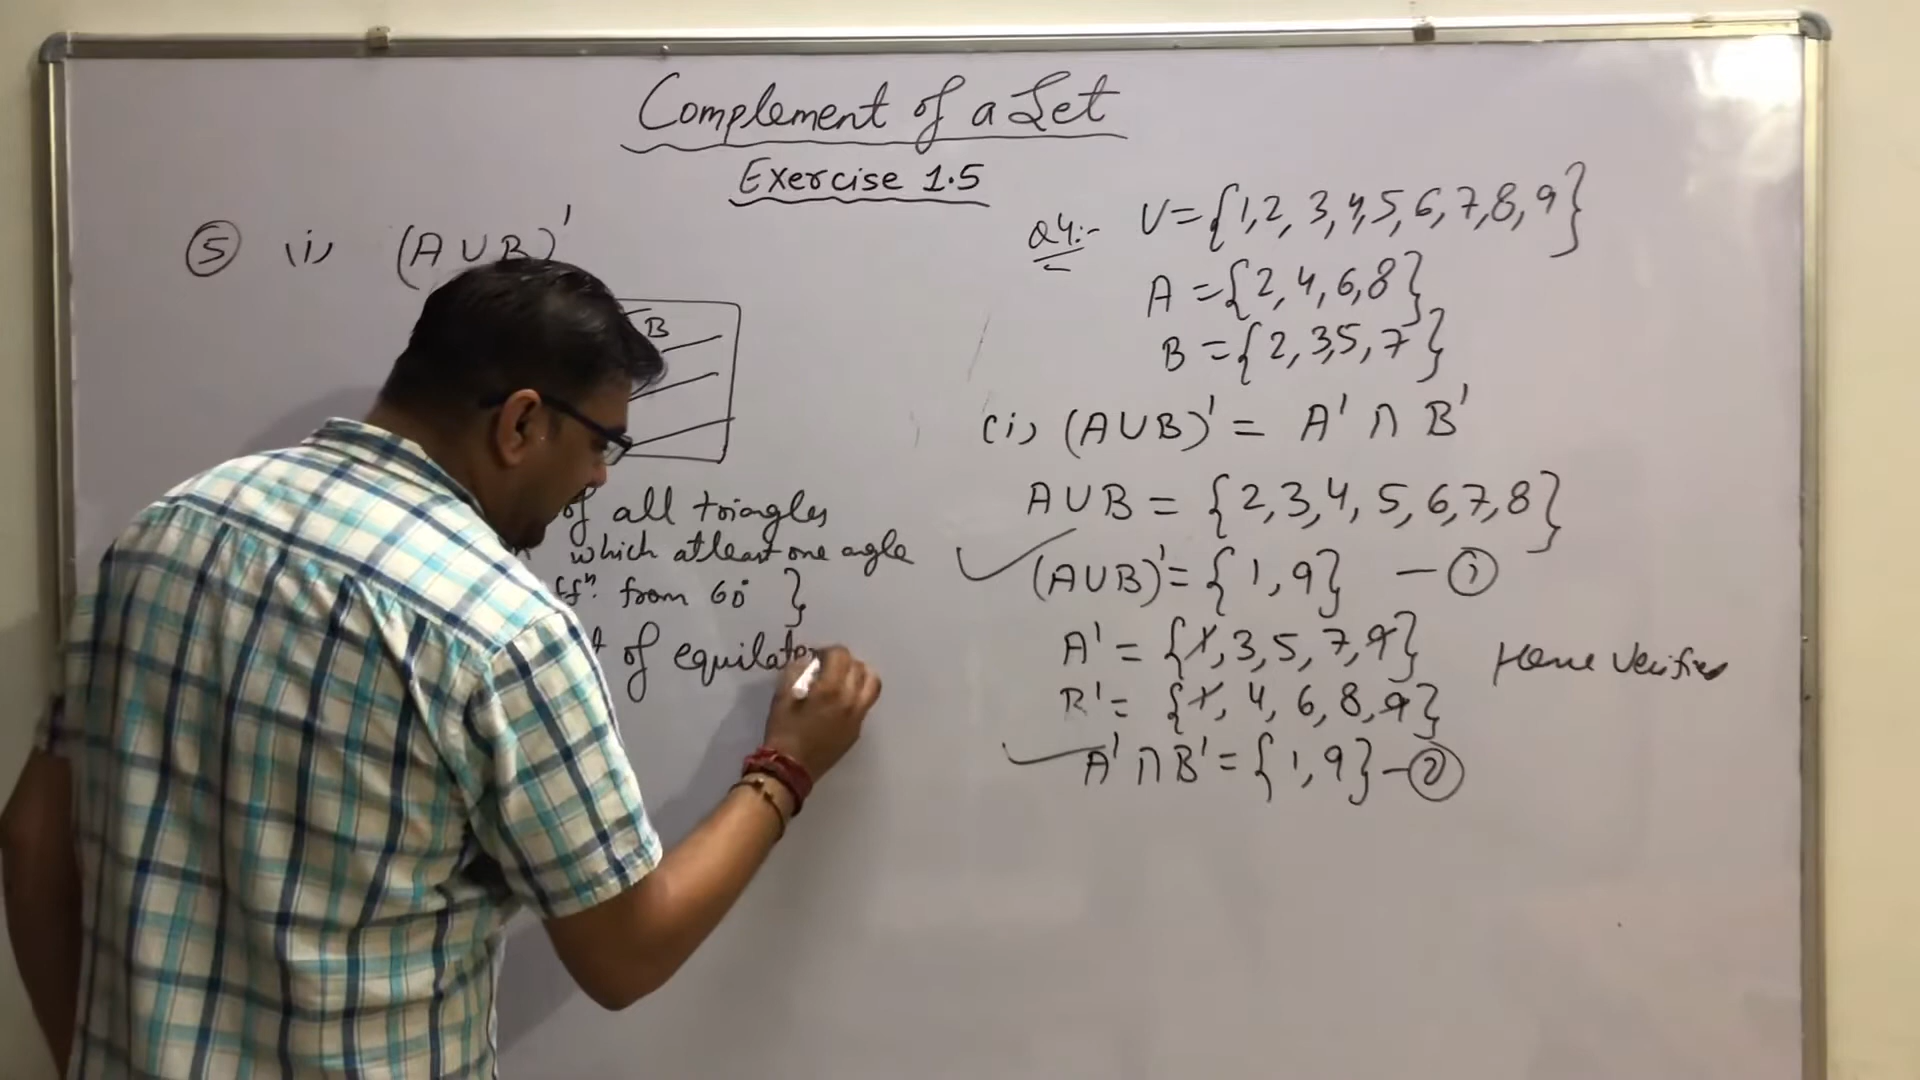 Complement of a Set
Exercise 1.5
⑤ (i) (A ∪ B)'
B
of all triangles
which atleast one angle
ffⁿ. from 60°}
of equilater
Q4:- U={1,2, 3,4,5, 6,7,8,9}
A ={2,4,6,8}
B ={2,3,5,7}
(i) (A∪B)' = A' ∩ B'
A∪B = {2,3,4, 5,6,7,8}
(A∪B)'= {1,9} - ①
A' = {1,3,5,7,9}
B' = {1, 4, 6, 8,9}
Hence Verified
A' ∩ B' = {1,9} - ②